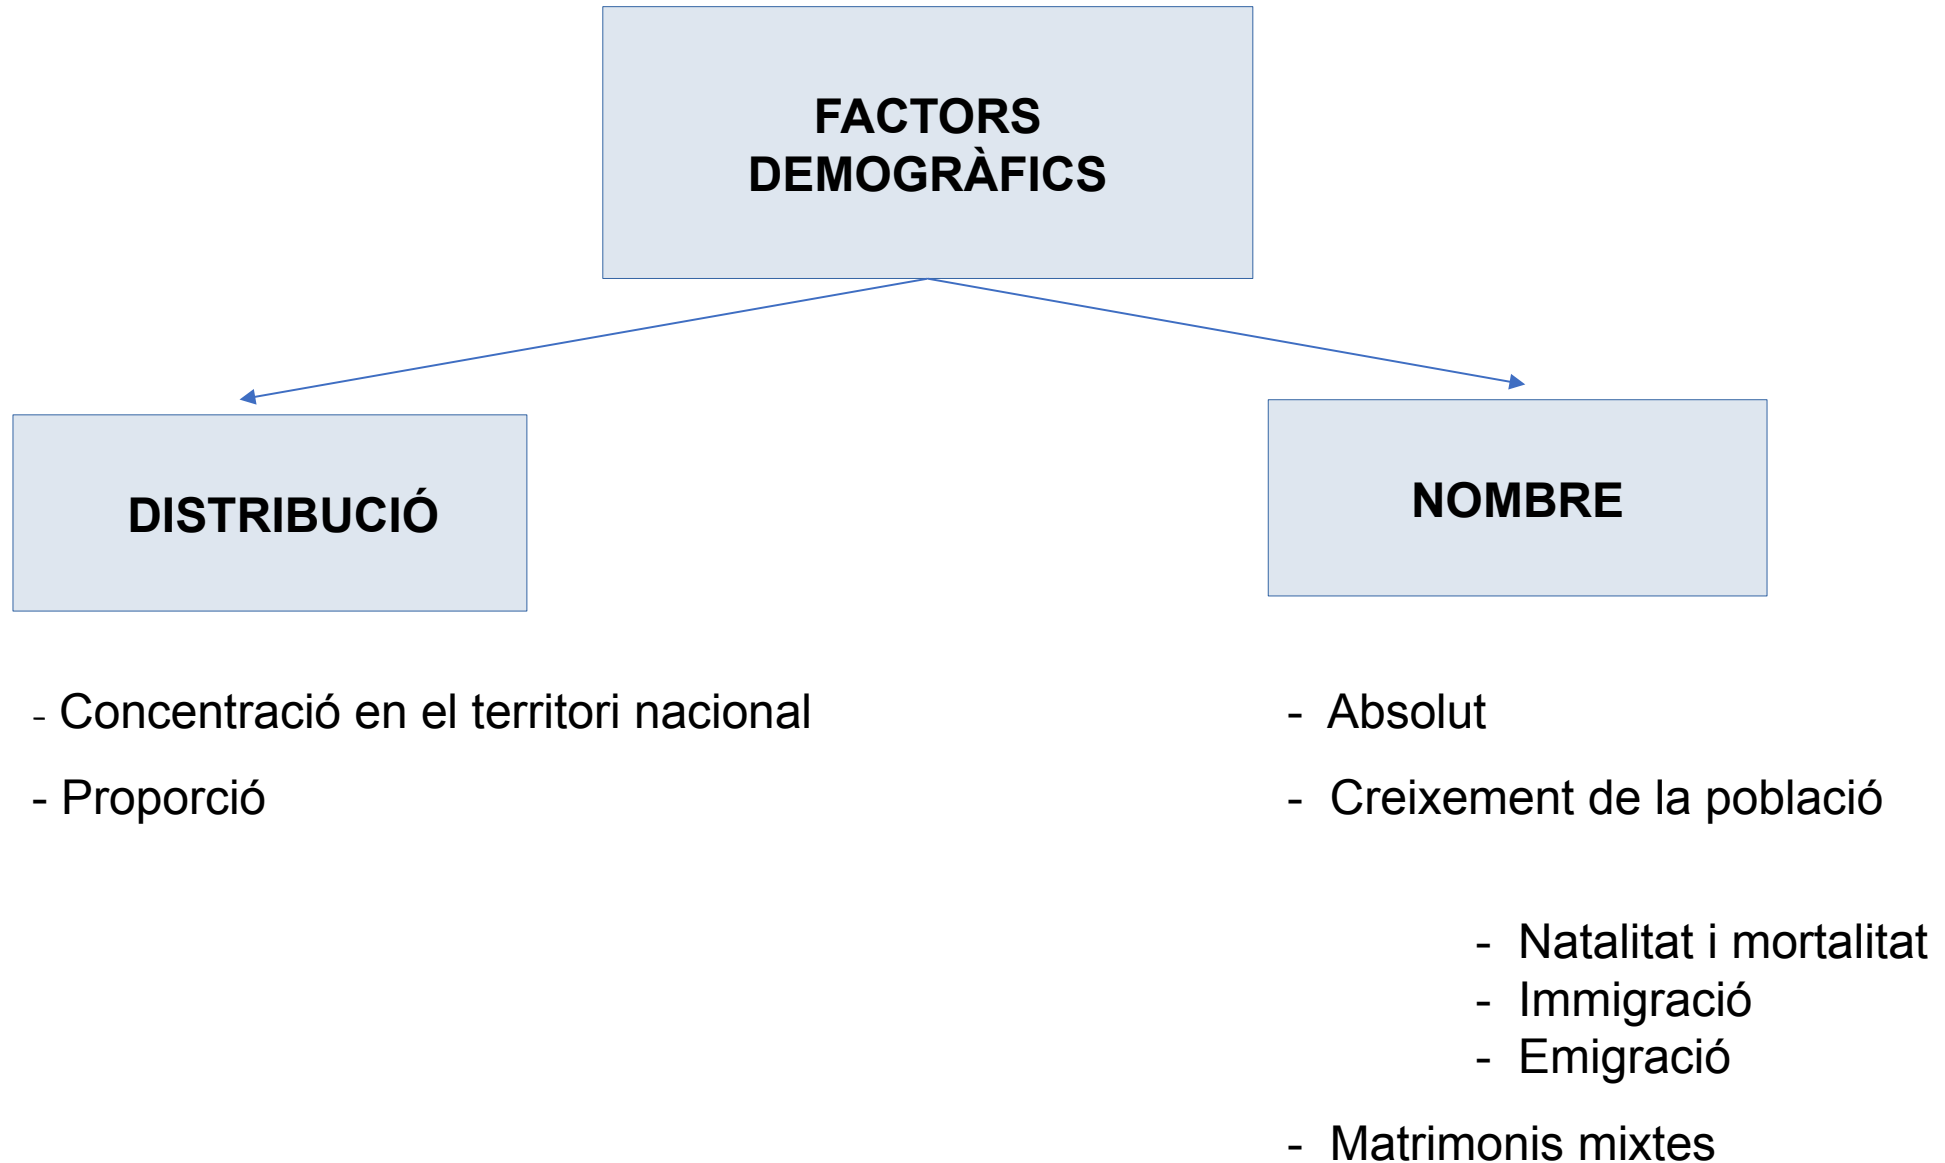 FACTORS
DEMOGRÀFICS
DISTRIBUCIÓ
NOMBRE
- Concentració en el territori nacional
- Proporció
- Absolut
- Creixement de la població
- Natalitat i mortalitat
- Immigració
- Emigració
- Matrimonis mixtes